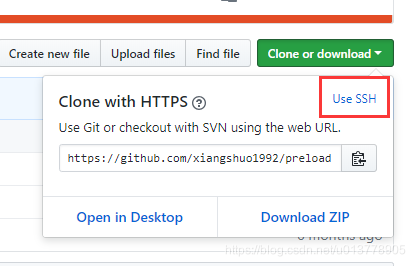 Create new file Upload files Find file Clone or download
Clone with HTTPS ? Use SSH
Use Git or checkout with SVN using the web URL.
https://github.com/xiangshuo1992/preload
Open in Desktop Download ZIP
6 months ago
https://blog.csdn.net/u013778905